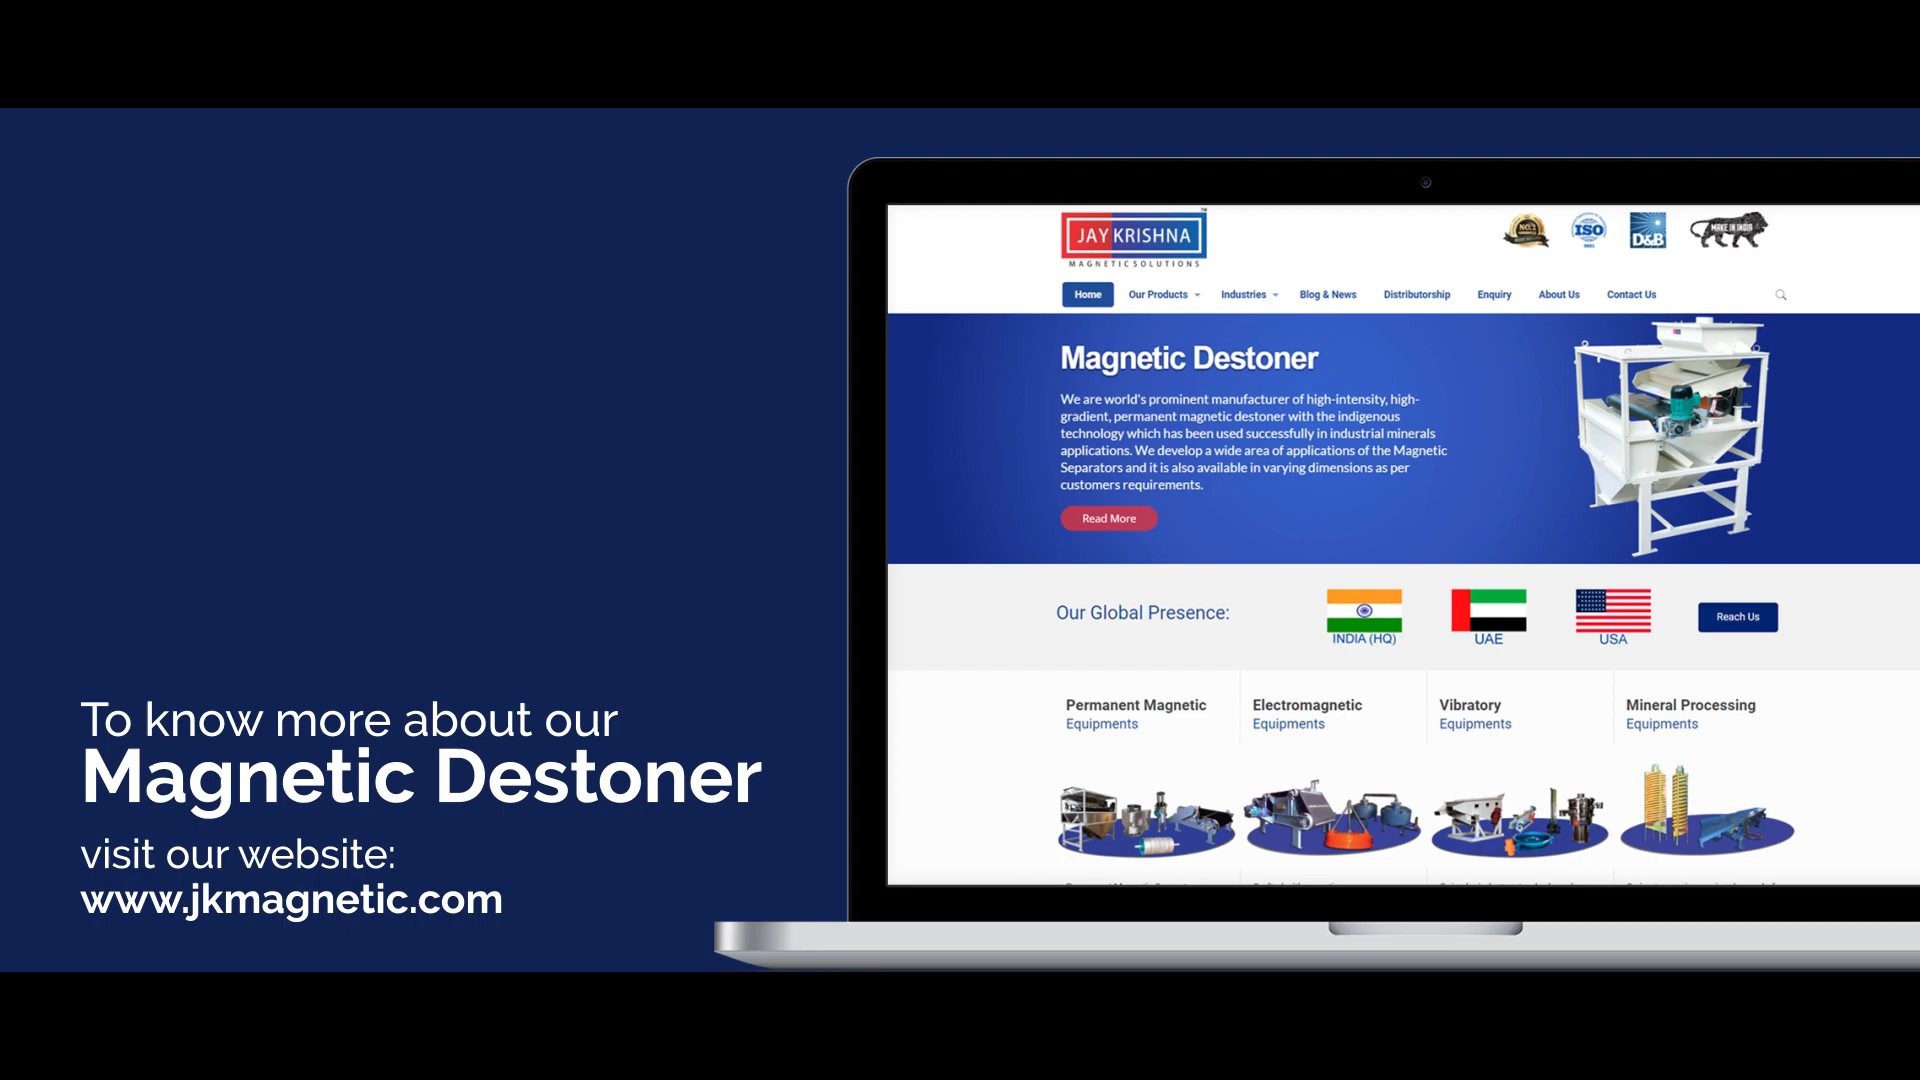 To know more about our
Magnetic Destoner
visit our website:
www.jkmagnetic.com
JAY KRISHNA
TM
MAGNETIC SOLUTIONS
NO.1
ISO
9001
D&B
MAKE IN INDIA
Home Our Products Industries Blog & News Distributorship Enquiry About Us Contact Us
Magnetic Destoner
We are world's prominent manufacturer of high-intensity, high-
gradient, permanent magnetic destoner with the indigenous
technology which has been used successfully in industrial minerals
applications. We develop a wide area of applications of the Magnetic
Separators and it is also available in varying dimensions as per
customers requirements.
Read More
Our Global Presence:
INDIA (HQ)
UAE
USA
Reach Us
Permanent Magnetic
Equipments
Electromagnetic
Equipments
Vibratory
Equipments
Mineral Processing
Equipments